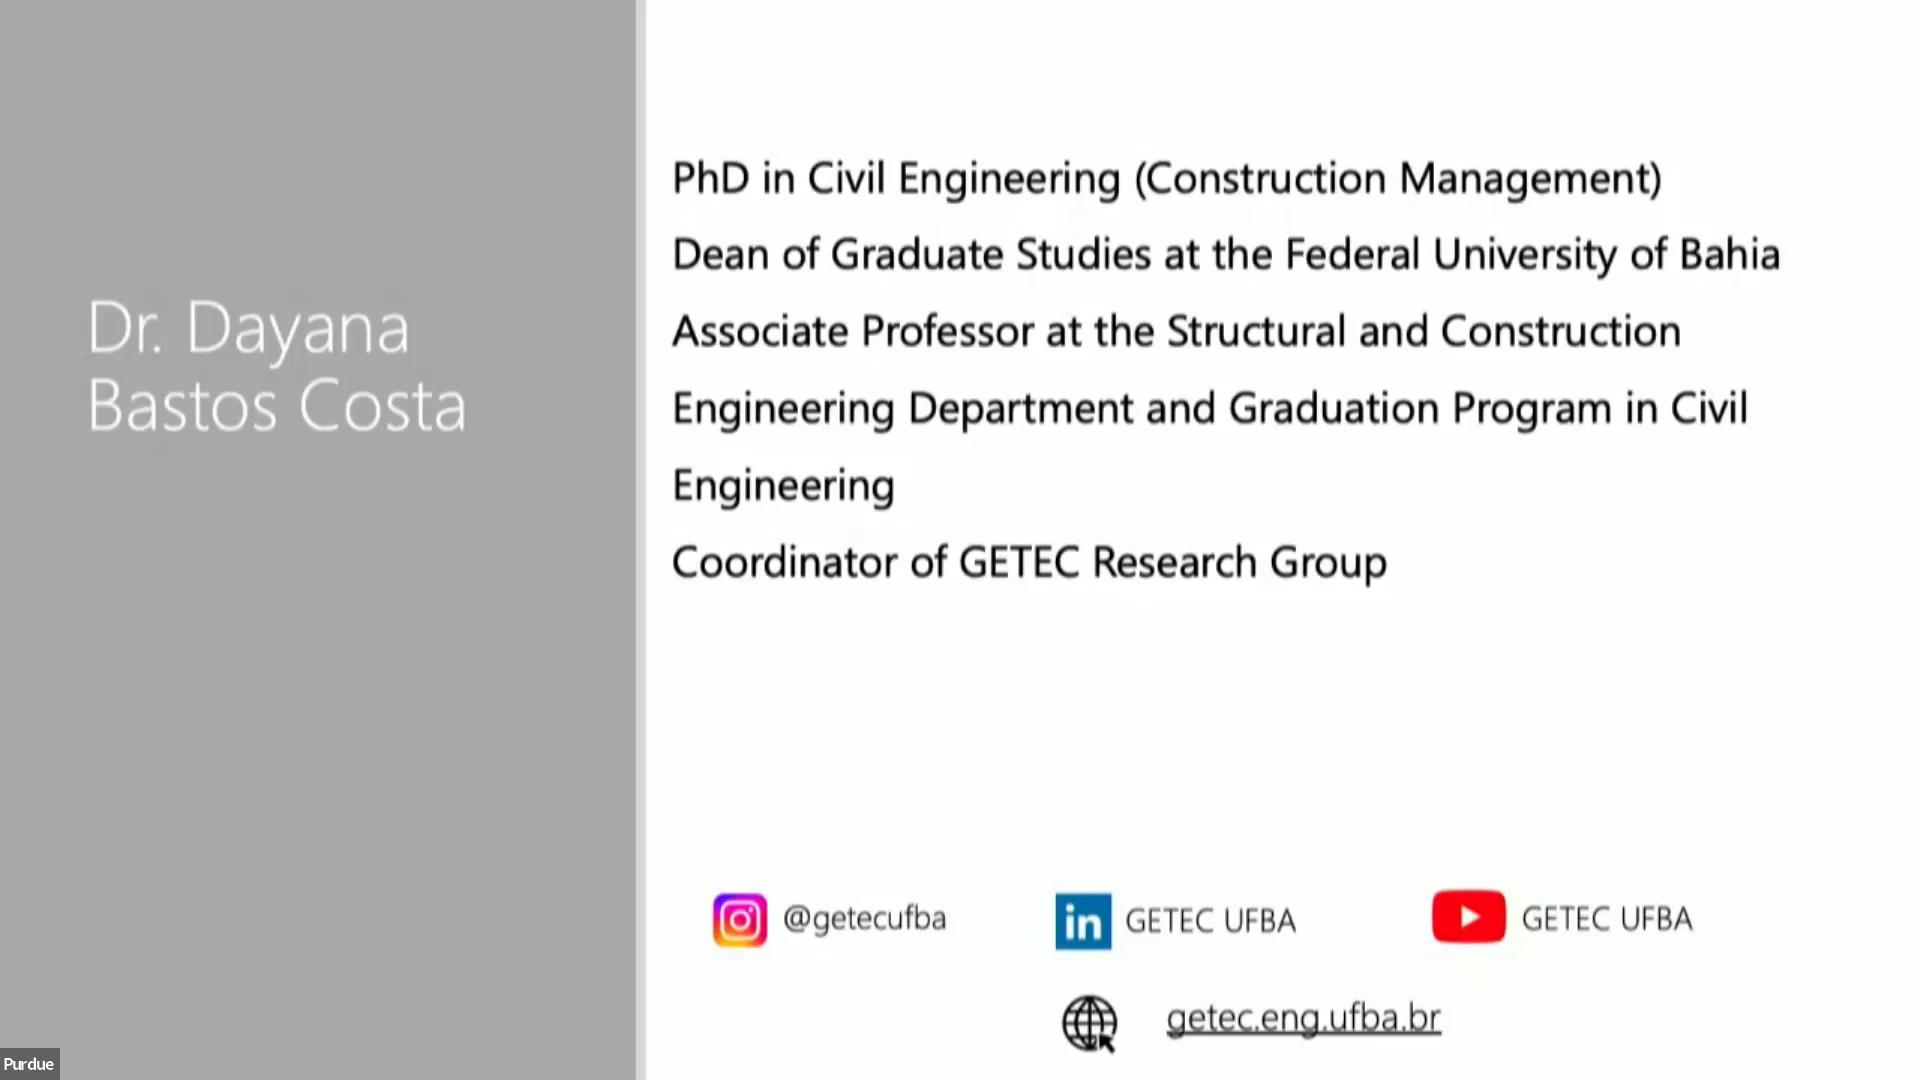 Dr. Dayana
Bastos Costa
PhD in Civil Engineering (Construction Management)
Dean of Graduate Studies at the Federal University of Bahia
Associate Professor at the Structural and Construction
Engineering Department and Graduation Program in Civil
Engineering
Coordinator of GETEC Research Group
@getecufba
in GETEC UFBA
GETEC UFBA
getec.eng.ufba.br
Purdue